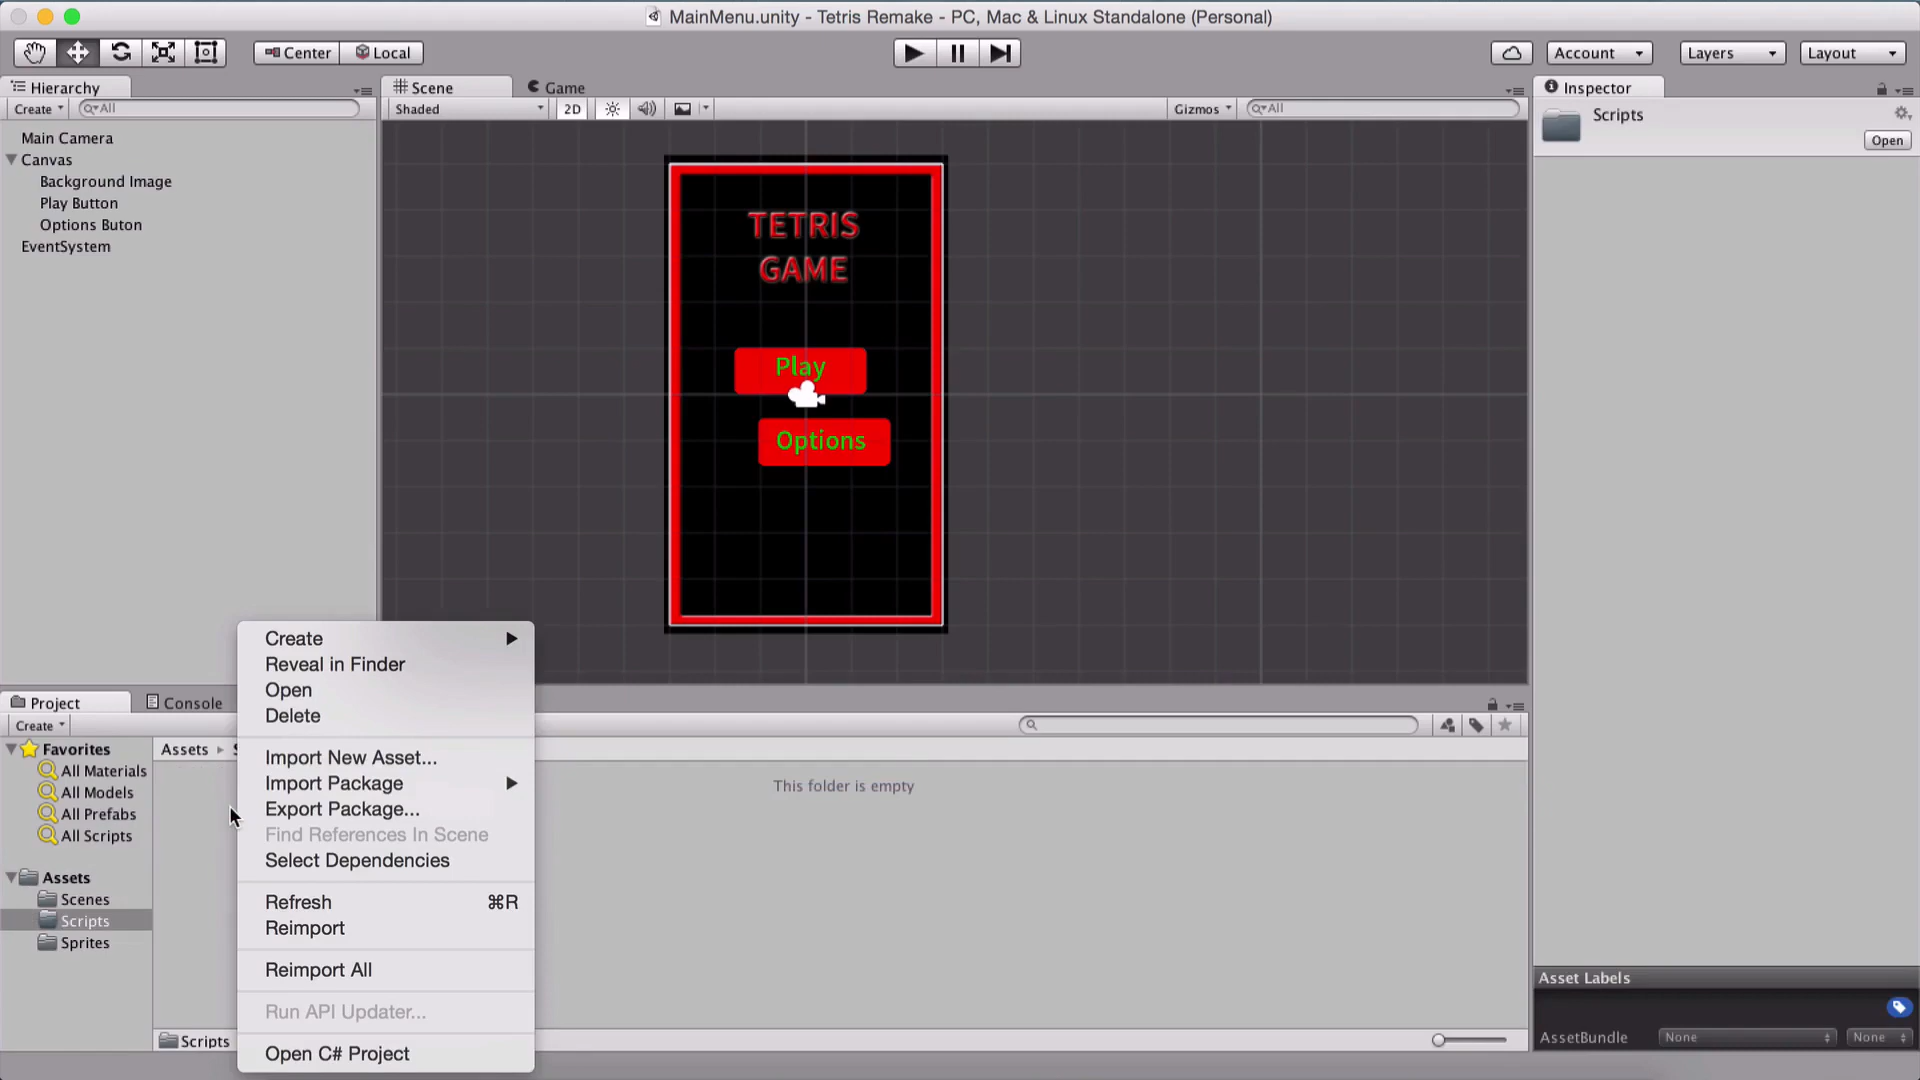 MainMenu.unity - Tetris Remake - PC, Mac & Linux Standalone (Personal)
Center Local Account Layers Layout
Hierarchy
Create All
Main Camera
Canvas
Background Image
Play Button
Options Buton
EventSystem
Scene Game
Shaded 2D Gizmos All
TETRIS
GAME
Play
Options
Inspector
Scripts
Open
Create
Reveal in Finder
Open
Delete
Import New Asset...
Import Package
Export Package...
Find References In Scene
Select Dependencies
Refresh ⌘R
Reimport
Reimport All
Run API Updater...
Open C# Project
Project Console
Create
Favorites
All Materials
All Models
All Prefabs
All Scripts
Assets
Scenes
Scripts
Sprites
Assets
This folder is empty
Scripts
Asset Labels
AssetBundle None None